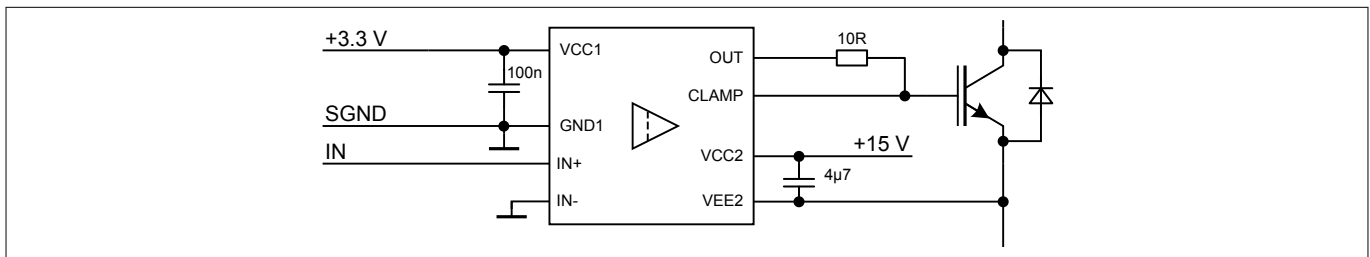 +3.3 V
VCC1
100n
SGND
GND1
IN
IN+
IN-
OUT
10R
CLAMP
VCC2
+15 V
4µ7
VEE2